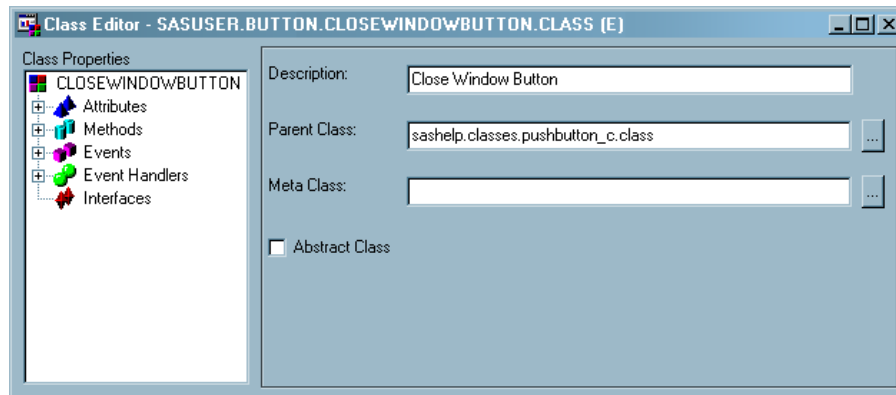 Class Editor - SASUSER.BUTTON.CLOSEWINDOWBUTTON.CLASS (E)
Class Properties
CLOSEWINDOWBUTTON
Attributes
Methods
Events
Event Handlers
Interfaces
Description:
Close Window Button
Parent Class:
sashelp.classes.pushbutton_c.class
...
Meta Class:
...
Abstract Class